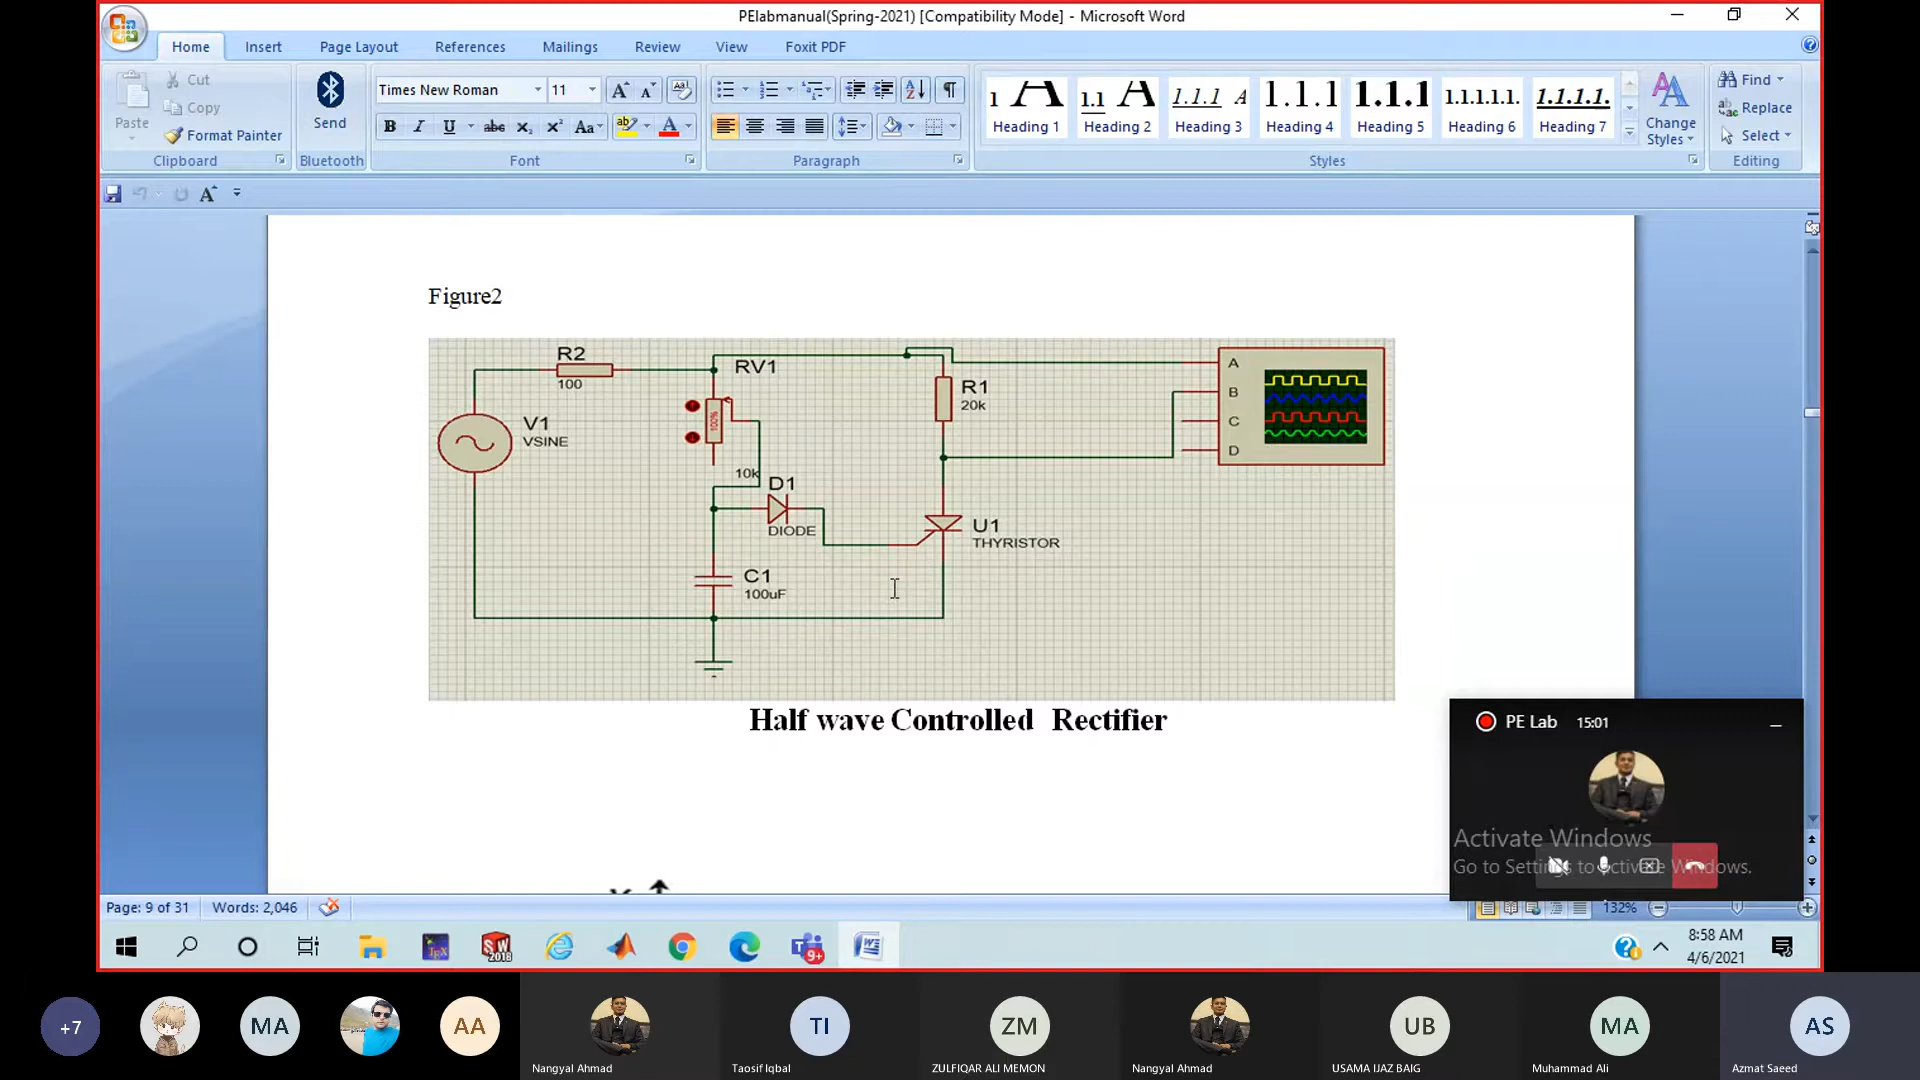 PElabmanual(Spring-2021) [Compatibility Mode] - Microsoft Word
Home Insert Page Layout References Mailings Review View Foxit PDF
Paste
Cut
Copy
Format Painter
Clipboard
Send
Bluetooth
Times New Roman 11
Font
Paragraph
Heading 1 Heading 2 Heading 3 Heading 4 Heading 5 Heading 6 Heading 7
Change
Styles
Styles
Find
Replace
Select
Editing
Figure2
R2
100
V1
VSINE
RV1
100%
10k
D1
DIODE
C1
100uF
R1
20k
U1
THYRISTOR
A
B
C
D
Half wave Controlled Rectifier
PE Lab 15:01
Activate Windows
Go to Settings to activate Windows.
Page: 9 of 31 Words: 2,046 132%
8:58 AM
4/6/2021
SW
2018
9+
+7 MA AA TI ZM UB MA AS
Nangyal Ahmad Taosif Iqbal ZULFIQAR ALI MEMON Nangyal Ahmad USAMA IJAZ BAIG Muhammad Ali Azmat Saeed